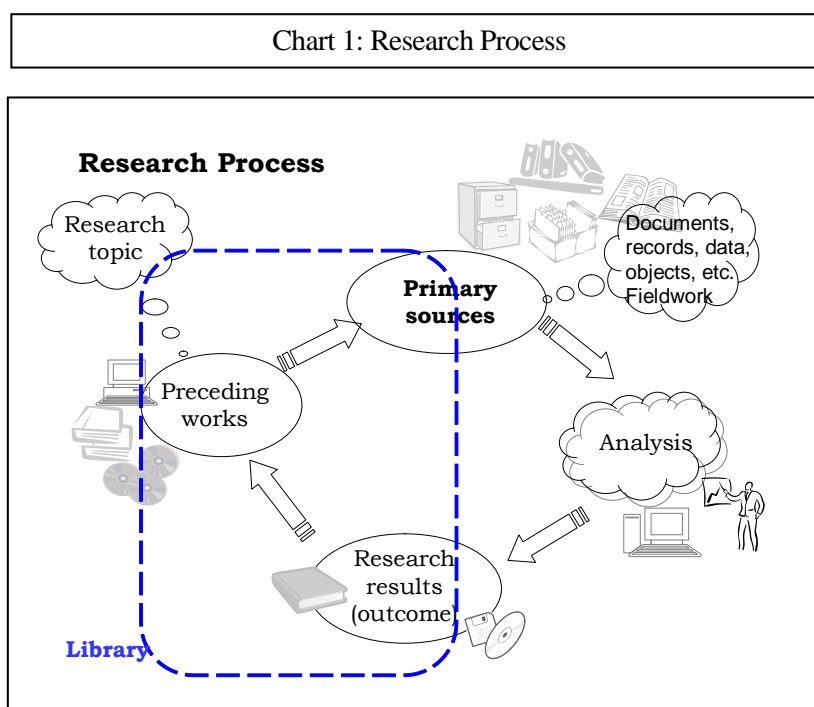 Chart 1: Research Process
Research Process
Research
topic
Documents,
records, data,
objects, etc.
Fieldwork
Primary
sources
Preceding
works
Analysis
Research
results
(outcome)
Library